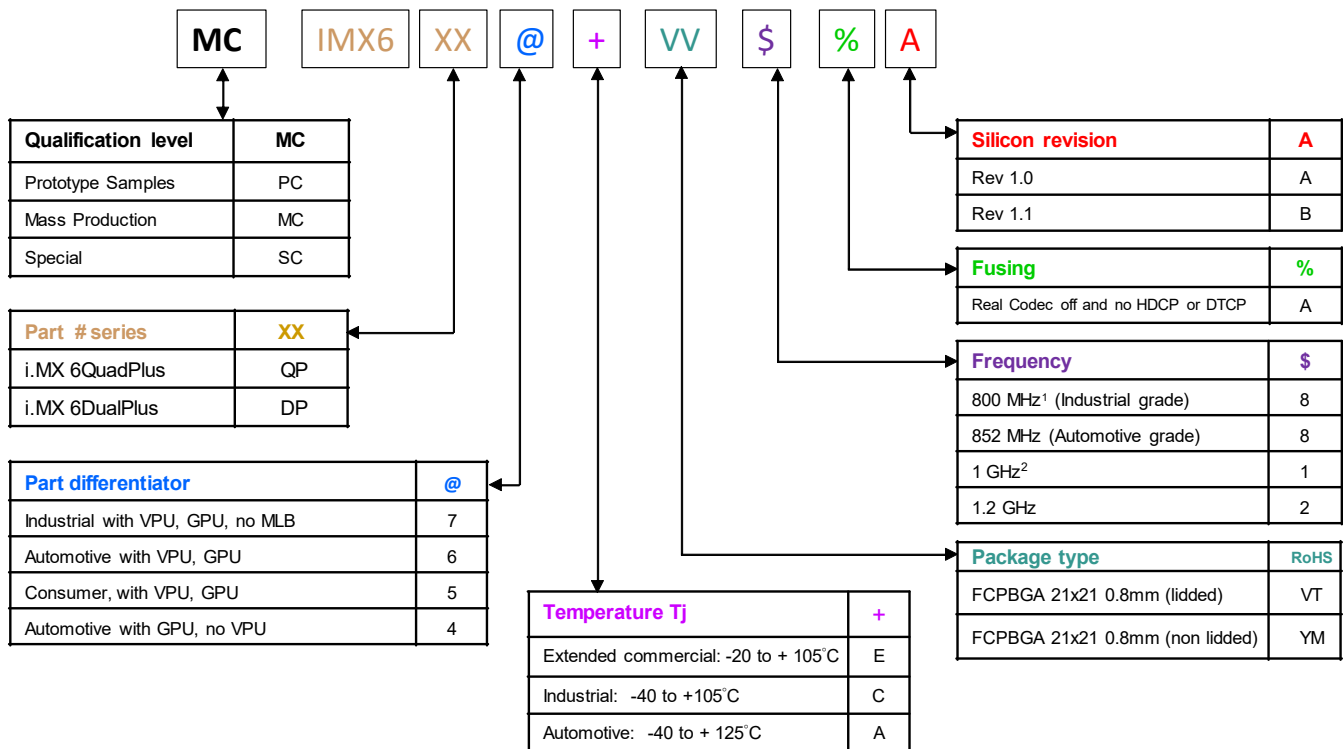 MC IMX6 XX @ + VV $ % A
Qualification level MC
Prototype Samples PC
Mass Production MC
Special SC
Part # series XX
i.MX 6QuadPlus QP
i.MX 6DualPlus DP
Part differentiator @
Industrial with VPU, GPU, no MLB 7
Automotive with VPU, GPU 6
Consumer, with VPU, GPU 5
Automotive with GPU, no VPU 4
Temperature Tj +
Extended commercial: -20 to + 105°C E
Industrial: -40 to +105°C C
Automotive: -40 to + 125°C A
Silicon revision A
Rev 1.0 A
Rev 1.1 B
Fusing %
Real Codec off and no HDCP or DTCP A
Frequency $
800 MHz¹ (Industrial grade) 8
852 MHz (Automotive grade) 8
1 GHz² 1
1.2 GHz 2
Package type RoHS
FCPBGA 21x21 0.8mm (lidded) VT
FCPBGA 21x21 0.8mm (non lidded) YM